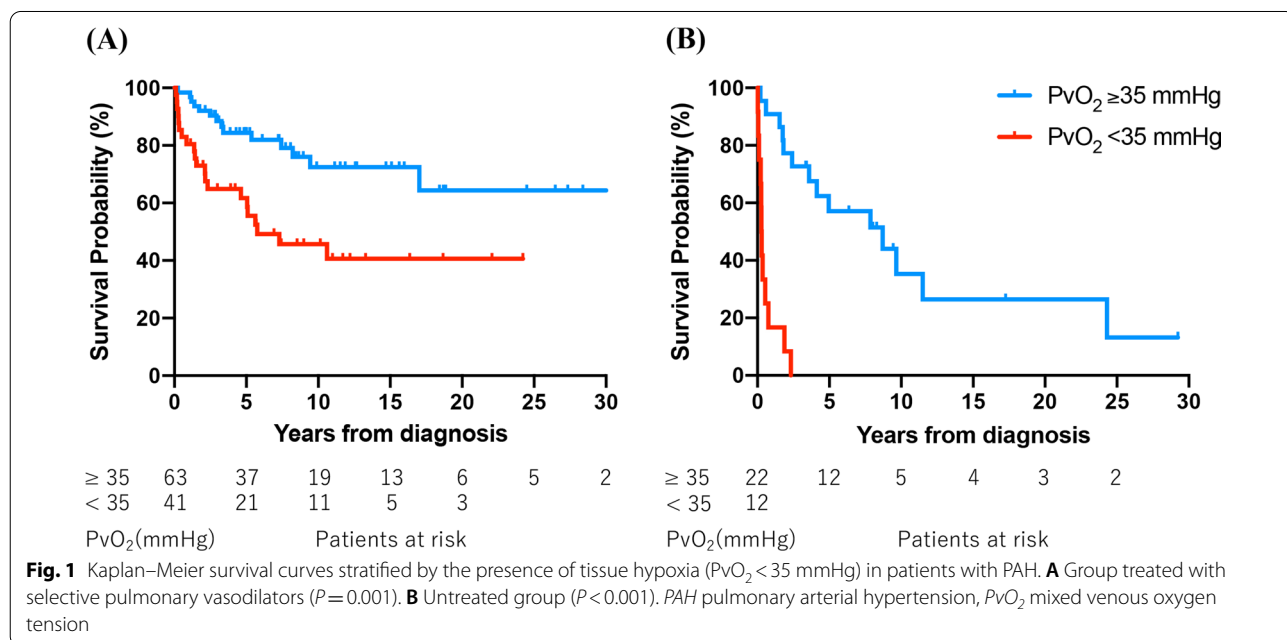 (A)
(B)
Survival Probability (%)
100
80
60
40
20
0
0 5 10 15 20 25 30
Years from diagnosis
Survival Probability (%)
100
80
60
40
20
0
0 5 10 15 20 25 30
Years from diagnosis
PvO₂ ≥35 mmHg
PvO₂ <35 mmHg
≥ 35 63 37 19 13 6 5 2
< 35 41 21 11 5 3
PvO₂(mmHg) Patients at risk
≥ 35 22 12 5 4 3 2
< 35 12
PvO₂(mmHg) Patients at risk
Fig. 1 Kaplan–Meier survival curves stratified by the presence of tissue hypoxia (PvO₂ < 35 mmHg) in patients with PAH. A Group treated with
selective pulmonary vasodilators (P = 0.001). B Untreated group (P < 0.001). PAH pulmonary arterial hypertension, PvO₂ mixed venous oxygen
tension